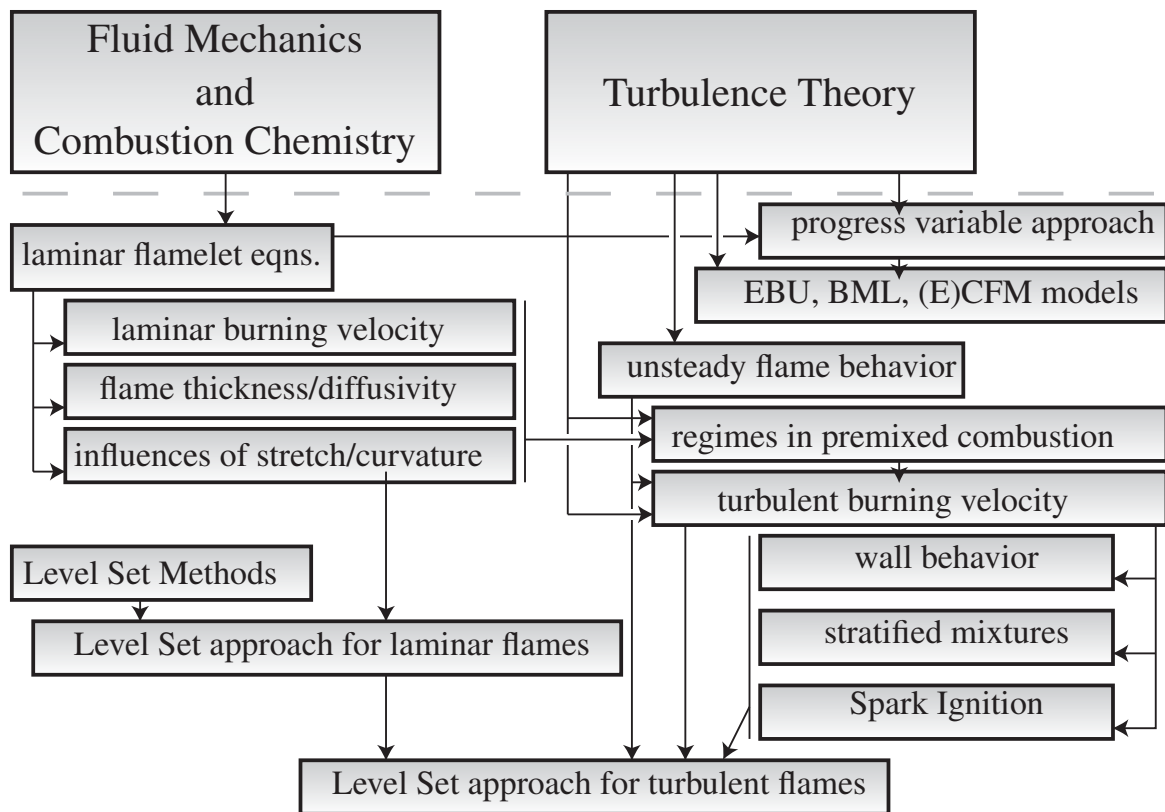 Fluid Mechanics
and
Combustion Chemistry
Turbulence Theory
progress variable approach
laminar flamelet eqns.
EBU, BML, (E)CFM models
laminar burning velocity
unsteady flame behavior
flame thickness/diffusivity
regimes in premixed combustion
influences of stretch/curvature
turbulent burning velocity
wall behavior
Level Set Methods
stratified mixtures
Level Set approach for laminar flames
Spark Ignition
Level Set approach for turbulent flames